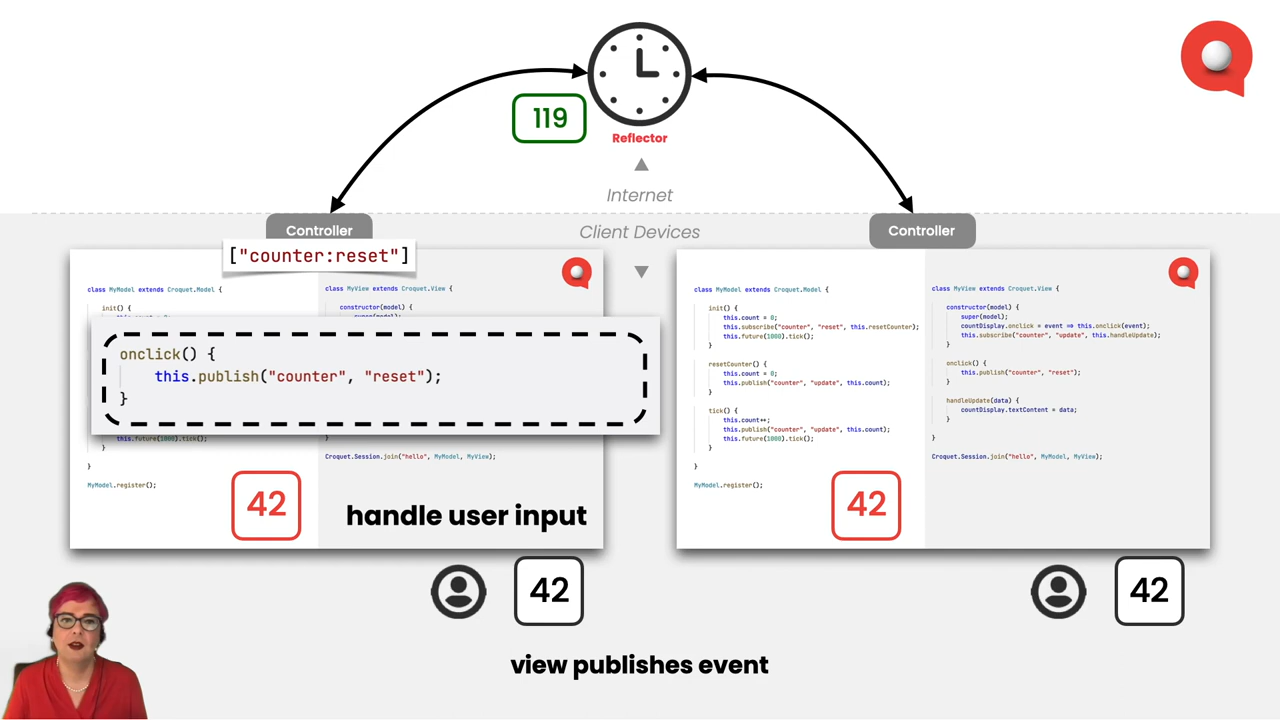 119
Reflector
Internet
Client Devices
Controller
Controller
["counter:reset"]
class MyModel extends Croquet.Model {
init() {
class MyView extends Croquet.View {
constructor(model) {
onclick() {
this.publish("counter", "reset");
}
this.future(1000).tick();
}
}
MyModel.register();
}
Croquet.Session.join("hello", MyModel, MyView);
42
handle user input
class MyModel extends Croquet.Model {
init() {
this.count = 0;
this.subscribe("counter", "reset", this.resetCounter);
this.future(1000).tick();
}
resetCounter() {
this.count = 0;
this.publish("counter", "update", this.count);
}
tick() {
this.count++;
this.publish("counter", "update", this.count);
this.future(1000).tick();
}
}
MyModel.register();
class MyView extends Croquet.View {
constructor(model) {
super(model);
countDisplay.onclick = event => this.onclick(event);
this.subscribe("counter", "update", this.handleUpdate);
}
onclick() {
this.publish("counter", "reset");
}
handleUpdate(data) {
countDisplay.textContent = data;
}
}
Croquet.Session.join("hello", MyModel, MyView);
42
42
42
view publishes event